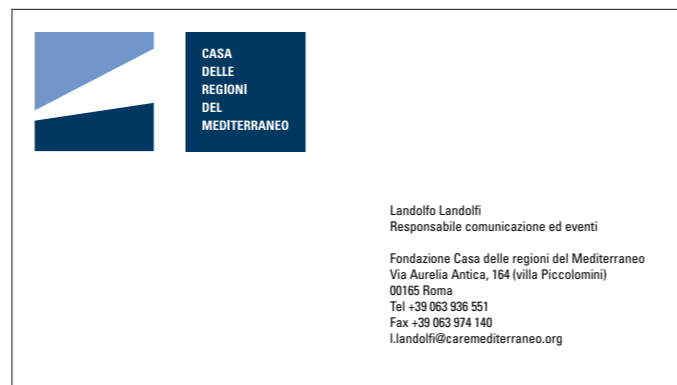 CASA
DELLE
REGIONI
DEL
MEDITERRANEO
Landolfo Landolfi
Responsabile comunicazione ed eventi
Fondazione Casa delle regioni del Mediterraneo
Via Aurelia Antica, 164 (villa Piccolomini)
00165 Roma
Tel +39 063 936 551
Fax +39 063 974 140
l.landolfi@caremediterraneo.org